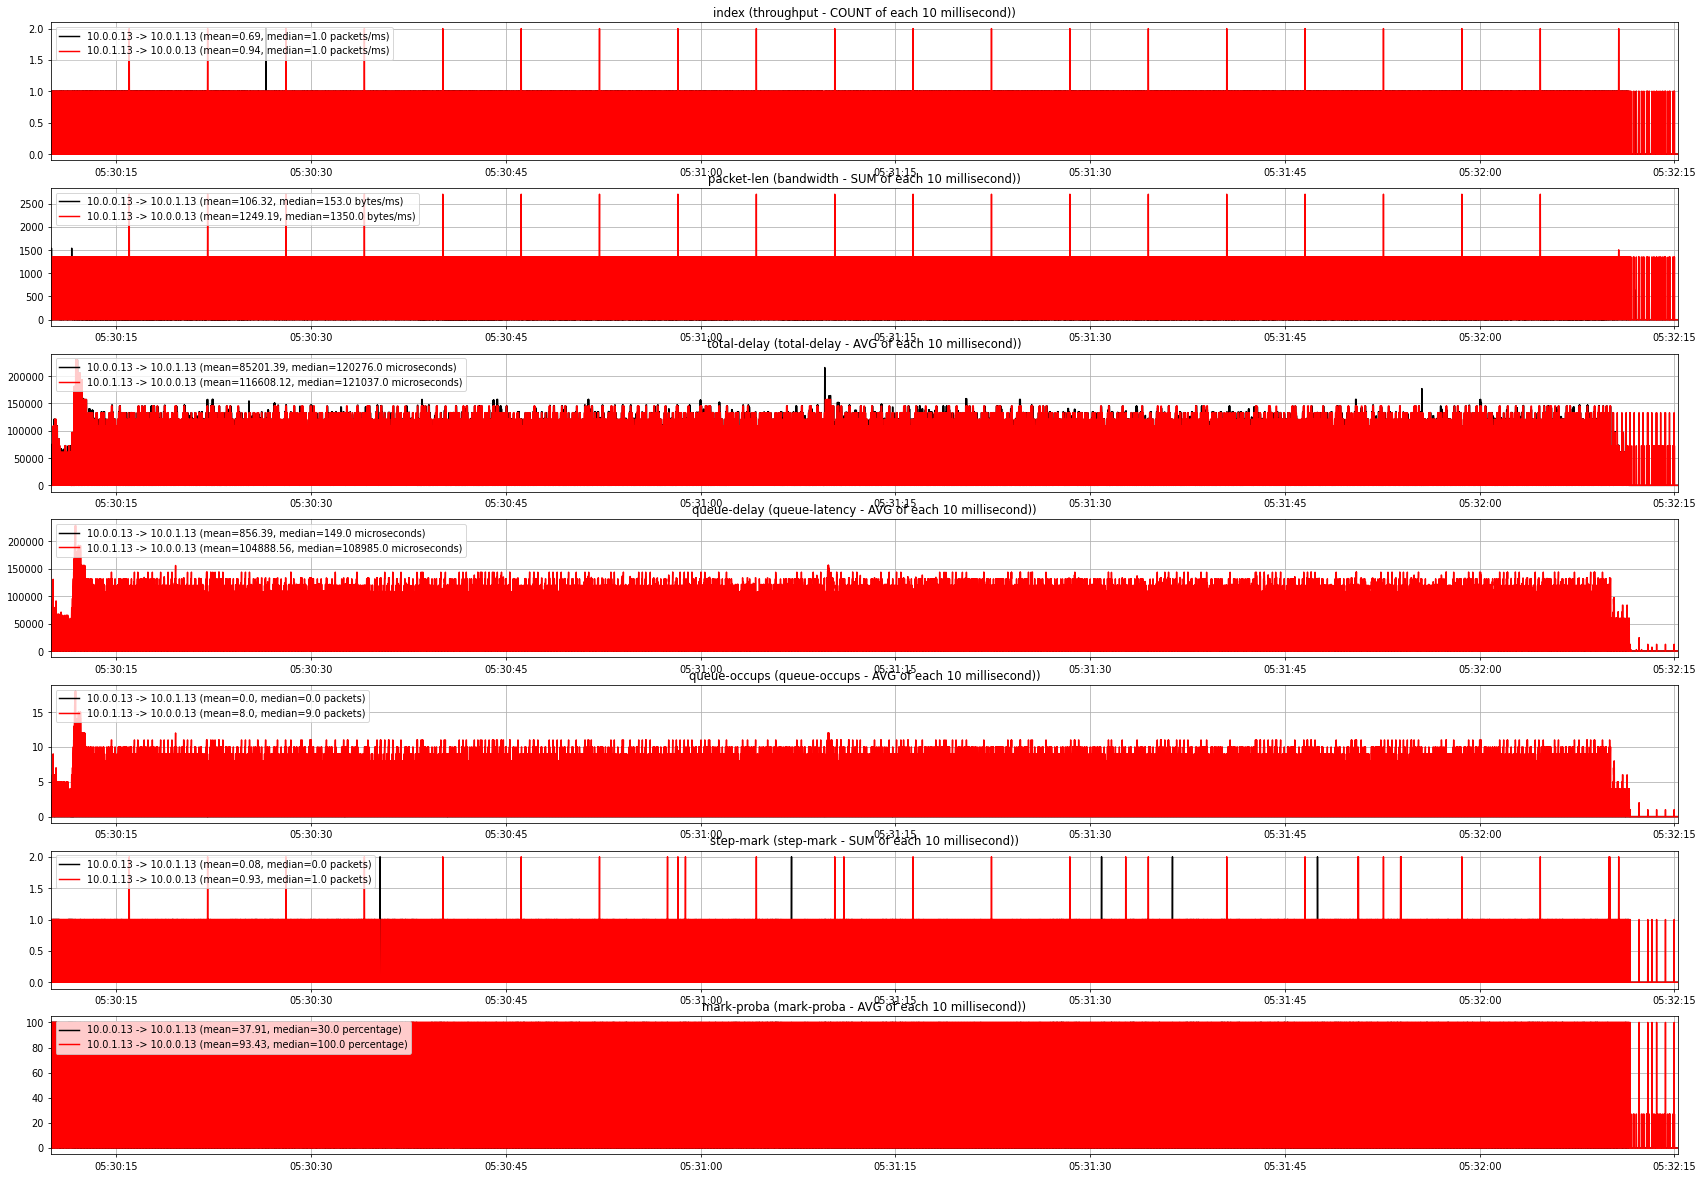 index (throughput - COUNT of each 10 millisecond))
2.0
1.5
1.0
0.5
0.0
10.0.0.13 -> 10.0.1.13 (mean=0.69, median=1.0 packets/ms)
10.0.1.13 -> 10.0.0.13 (mean=0.94, median=1.0 packets/ms)
05:30:15 05:30:30 05:30:45 05:31:00 05:31:15 05:31:30 05:31:45 05:32:00 05:32:15
packet-len (bandwidth - SUM of each 10 millisecond))
2500
2000
1500
1000
500
0
10.0.0.13 -> 10.0.1.13 (mean=106.32, median=153.0 bytes/ms)
10.0.1.13 -> 10.0.0.13 (mean=1249.19, median=1350.0 bytes/ms)
05:30:15 05:30:30 05:30:45 05:31:00 05:31:15 05:31:30 05:31:45 05:32:00 05:32:15
total-delay (total-delay - AVG of each 10 millisecond))
200000
150000
100000
50000
0
10.0.0.13 -> 10.0.1.13 (mean=85201.39, median=120276.0 microseconds)
10.0.1.13 -> 10.0.0.13 (mean=116608.12, median=121037.0 microseconds)
05:30:15 05:30:30 05:30:45 05:31:00 05:31:15 05:31:30 05:31:45 05:32:00 05:32:15
queue-delay (queue-latency - AVG of each 10 millisecond))
200000
150000
100000
50000
0
10.0.0.13 -> 10.0.1.13 (mean=856.39, median=149.0 microseconds)
10.0.1.13 -> 10.0.0.13 (mean=104888.56, median=108985.0 microseconds)
05:30:15 05:30:30 05:30:45 05:31:00 05:31:15 05:31:30 05:31:45 05:32:00 05:32:15
queue-occups (queue-occups - AVG of each 10 millisecond))
15
10
5
0
10.0.0.13 -> 10.0.1.13 (mean=0.0, median=0.0 packets)
10.0.1.13 -> 10.0.0.13 (mean=8.0, median=9.0 packets)
05:30:15 05:30:30 05:30:45 05:31:00 05:31:15 05:31:30 05:31:45 05:32:00 05:32:15
step-mark (step-mark - SUM of each 10 millisecond))
2.0
1.5
1.0
0.5
0.0
10.0.0.13 -> 10.0.1.13 (mean=0.08, median=0.0 packets)
10.0.1.13 -> 10.0.0.13 (mean=0.93, median=1.0 packets)
05:30:15 05:30:30 05:30:45 05:31:00 05:31:15 05:31:30 05:31:45 05:32:00 05:32:15
mark-proba (mark-proba - AVG of each 10 millisecond))
100
80
60
40
20
0
10.0.0.13 -> 10.0.1.13 (mean=37.91, median=30.0 percentage)
10.0.1.13 -> 10.0.0.13 (mean=93.43, median=100.0 percentage)
05:30:15 05:30:30 05:30:45 05:31:00 05:31:15 05:31:30 05:31:45 05:32:00 05:32:15